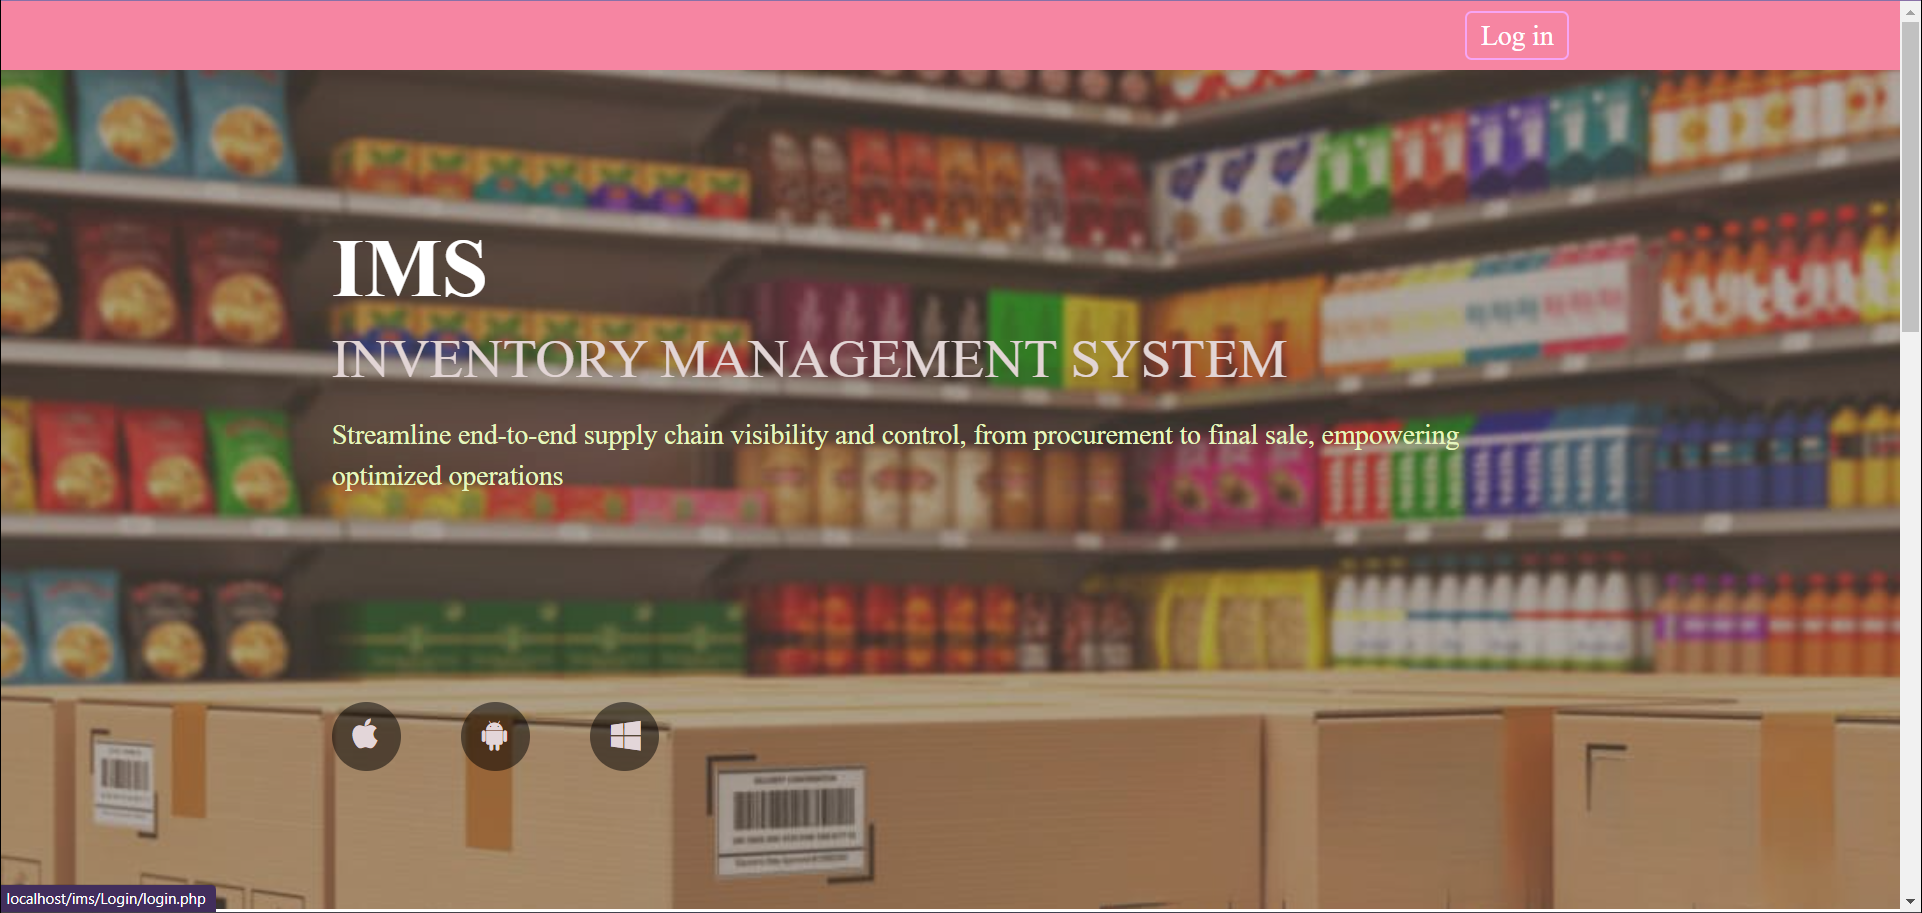 Log in
IMS
INVENTORY MANAGEMENT SYSTEM
Streamline end-to-end supply chain visibility and control, from procurement to final sale, empowering
optimized operations
localhost/ims/Login/login.php